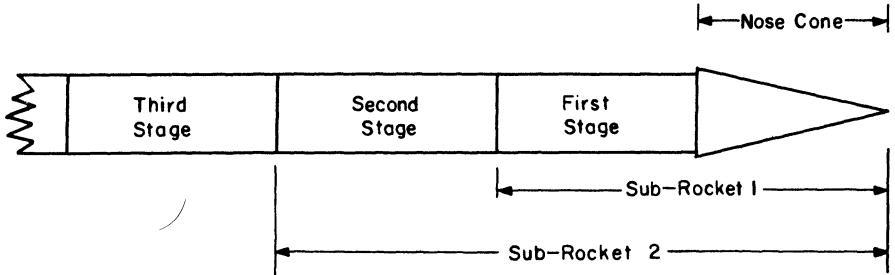 Nose Cone
Third
Stage
Second
Stage
First
Stage
Sub-Rocket 1
Sub-Rocket 2